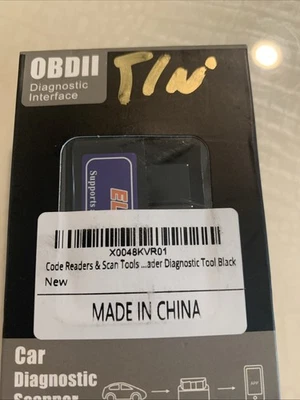 OBDII
Diagnostic
Interface
EL
Supports
X0048KVR01
Code Readers & Scan Tools ...ader Diagnostic Tool Black
New
MADE IN CHINA
Car
Diagnostic
Scanner